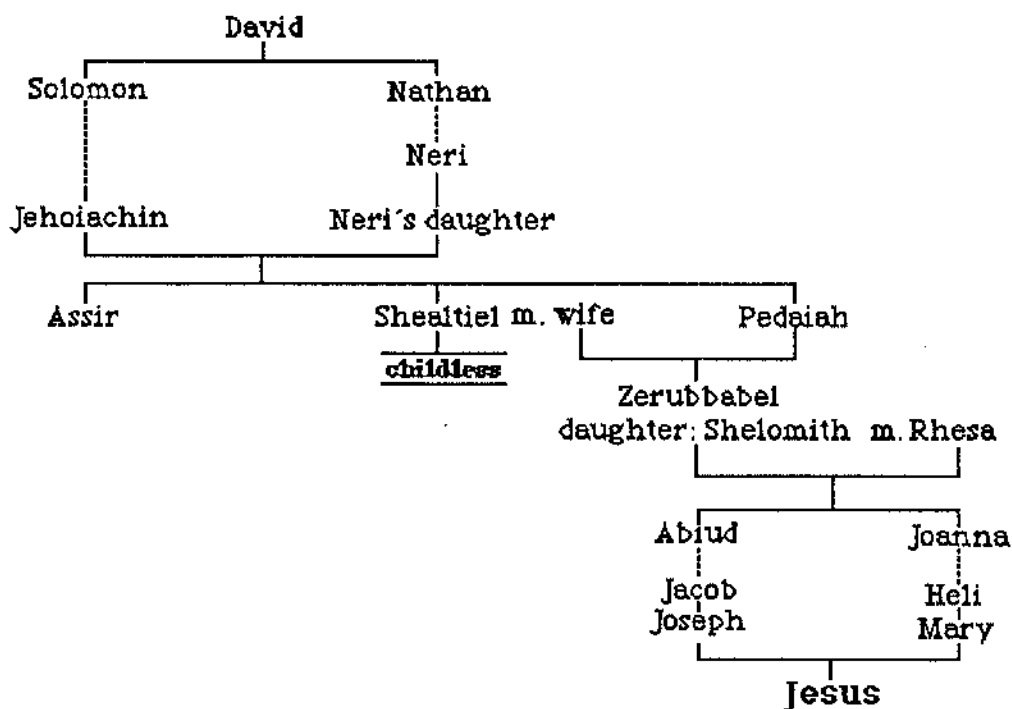 David
Solomon Nathan
Neri
Jehoiachin Neri's daughter
Assir Shealtiel m. wife Pedaiah
childless
Zerubbabel
daughter: Shelomith m. Rhesa
Abiud Joanna
Jacob Heli
Joseph Mary
Jesus